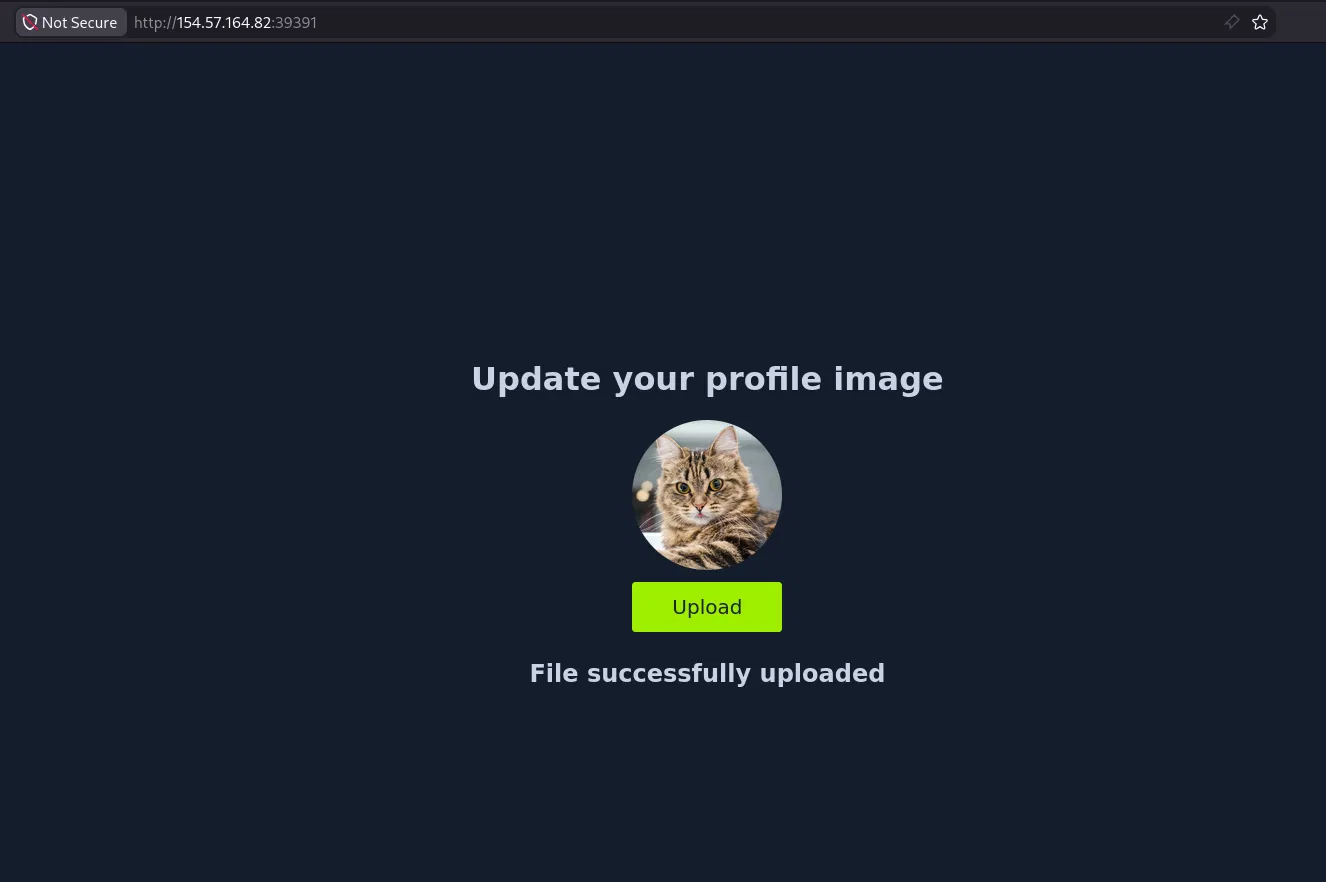 Not Secure http://154.57.164.82:39391
Update your profile image
Upload
File successfully uploaded